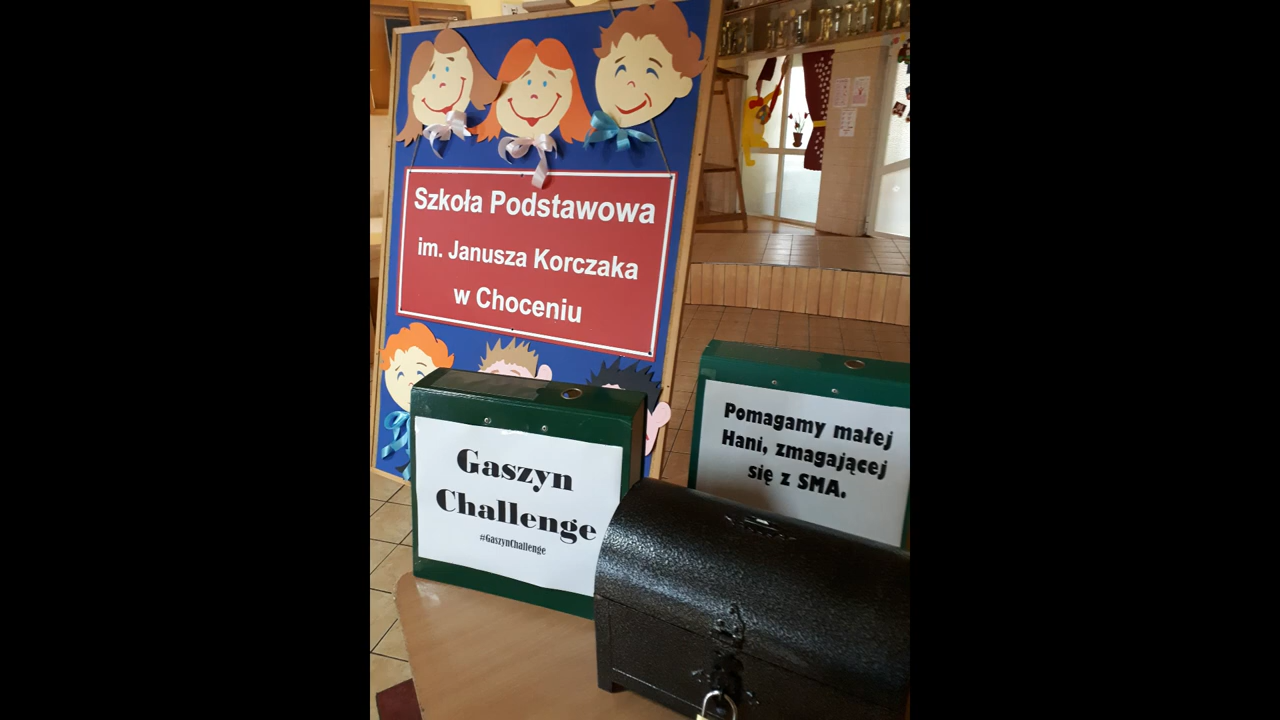 Szkoła Podstawowa
im. Janusza Korczaka
w Choceniu
Gaszyn
Challenge
#GaszynChallenge
Pomagamy małej
Hani, zmagającej
się z SMA.